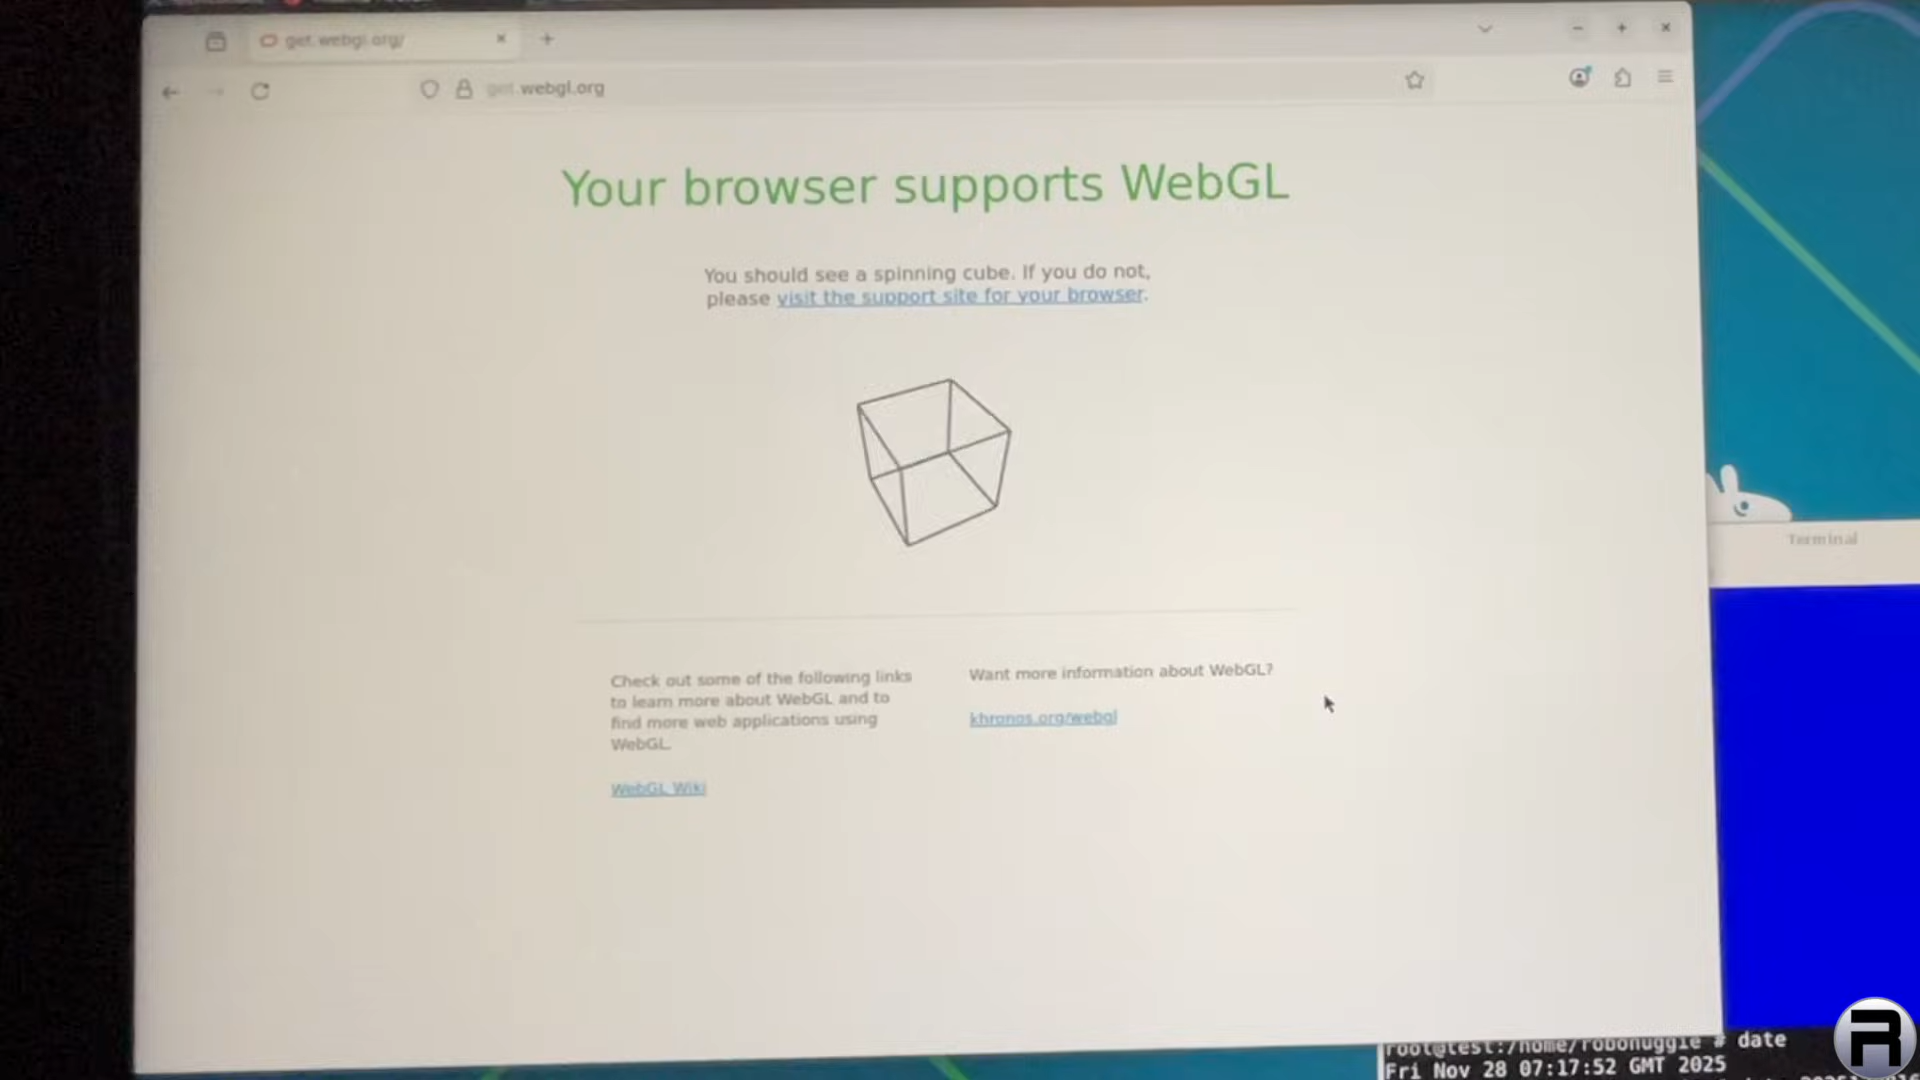 get.webgl.org/
get.webgl.org
Your browser supports WebGL
You should see a spinning cube. If you do not,
please visit the support site for your browser.
Check out some of the following links
to learn more about WebGL and to
find more web applications using
WebGL.
WebGL Wiki
Want more information about WebGL?
khronos.org/webgl
Terminal
root@test:/home/robonuggie # date
Fri Nov 28 07:17:52 GMT 2025
R